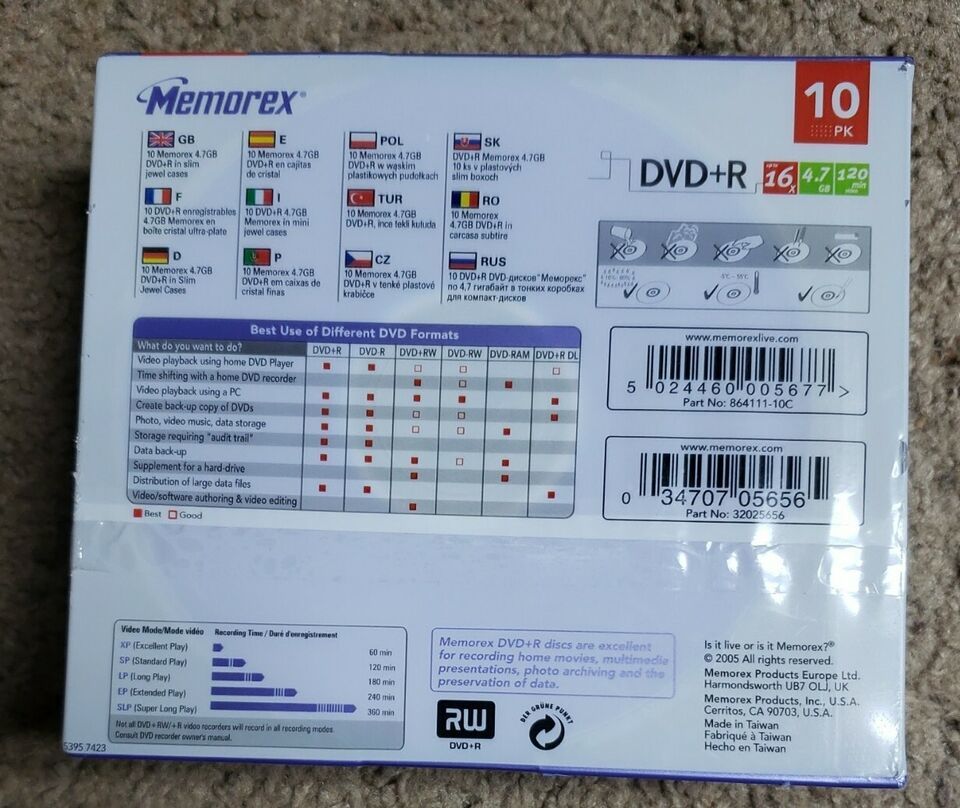 Memorex®
10
PK
GB
10 Memorex 4.7GB
DVD+R in slim
jewel cases
E
10 Memorex 4.7GB
DVD+R en cajitas
de cristal
POL
10 Memorex 4.7GB
DVD+R w wąskim
plastikowych pudołkach
SK
DVD+R Memorex 4.7GB
10 ks v plastových
slim boxoch
F
10 DVD+R enregistrables
4.7GB Memorex en
boîte cristal ultra-plate
I
10 DVD+R 4.7GB
Memorex in mini
jewel cases
TUR
10 Memorex 4.7GB
DVD+R, ince tekli kutuda
RO
10 Memorex
4.7GB DVD+R in
carcasa subtire
D
10 Memorex 4.7GB
DVD+R in Slim
Jewel Cases
P
10 Memorex 4.7GB
DVD+R em caixas de
cristal finas
CZ
10 Memorex 4.7GB
DVD+R v tenké plastové
krabičce
RUS
10 DVD+R DVD-дисков "Меморекс"
по 4,7 гигабайт в тонких коробках
для компакт-дисков
DVD+R
up to
16x
4.7
GB
120
min
video
-5°C – 55°C
Best Use of Different DVD Formats
What do you want to do? DVD+R DVD-R DVD+RW DVD-RW DVD-RAM DVD+R DL
Video playback using home DVD Player
Time shifting with a home DVD recorder
Video playback using a PC
Create back-up copy of DVDs
Photo, video music, data storage
Storage requiring "audit trail"
Data back-up
Supplement for a hard-drive
Distribution of large data files
Video/software authoring & video editing
Best Good
www.memorexlive.com
5 024460 005677 >
Part No: 864111-10C
www.memorex.com
0 34707 05656
Part No: 32025656
Video Mode/Mode vidéo Recording Time / Duré d'enregistrement
XP (Excellent Play) 60 min
SP (Standard Play) 120 min
LP (Long Play) 180 min
EP (Extended Play) 240 min
SLP (Super Long Play) 360 min
Not all DVD+RW/+R video recorders will record in all recording modes.
Consult DVD recorder owner's manual.
5395 7423
Memorex DVD+R discs are excellent
for recording home movies, multimedia
presentations, photo archiving and the
preservation of data.
RW
DVD+R
DER GRÜNE PUNKT
Is it live or is it Memorex?®
© 2005 All rights reserved.
Memorex Products Europe Ltd.
Harmondsworth UB7 OLJ, UK
Memorex Products, Inc., U.S.A.
Cerritos, CA 90703, U.S.A.
Made in Taiwan
Fabriqué à Taiwan
Hecho en Taiwan